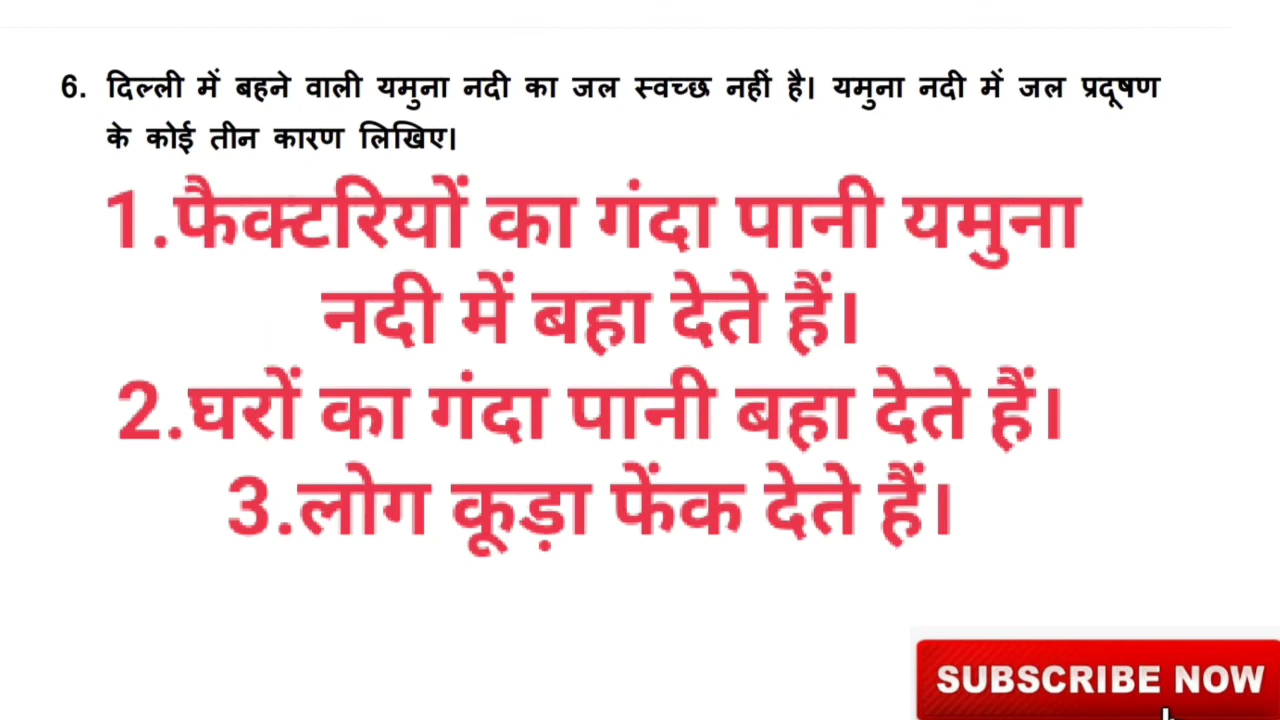 6. दिल्ली में बहने वाली यमुना नदी का जल स्वच्छ नहीं है। यमुना नदी में जल प्रदूषण
के कोई तीन कारण लिखिए।
1.फैक्टरियों का गंदा पानी यमुना
नदी में बहा देते हैं।
2.घरों का गंदा पानी बहा देते हैं।
3.लोग कूड़ा फेंक देते हैं।
SUBSCRIBE NOW